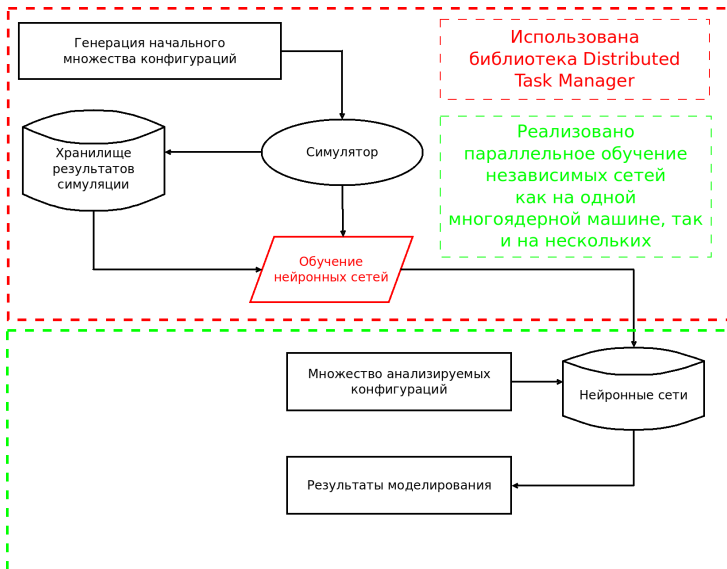 Генерация начального
множества конфигураций
Использована
библиотека Distributed
Task Manager
Хранилище
результатов
симуляции
Симулятор
Реализовано
параллельное обучение
независимых сетей
как на одной
многоядерной машине, так
и на нескольких
Обучение
нейронных сетей
Множество анализируемых
конфигураций
Нейронные сети
Результаты моделирования